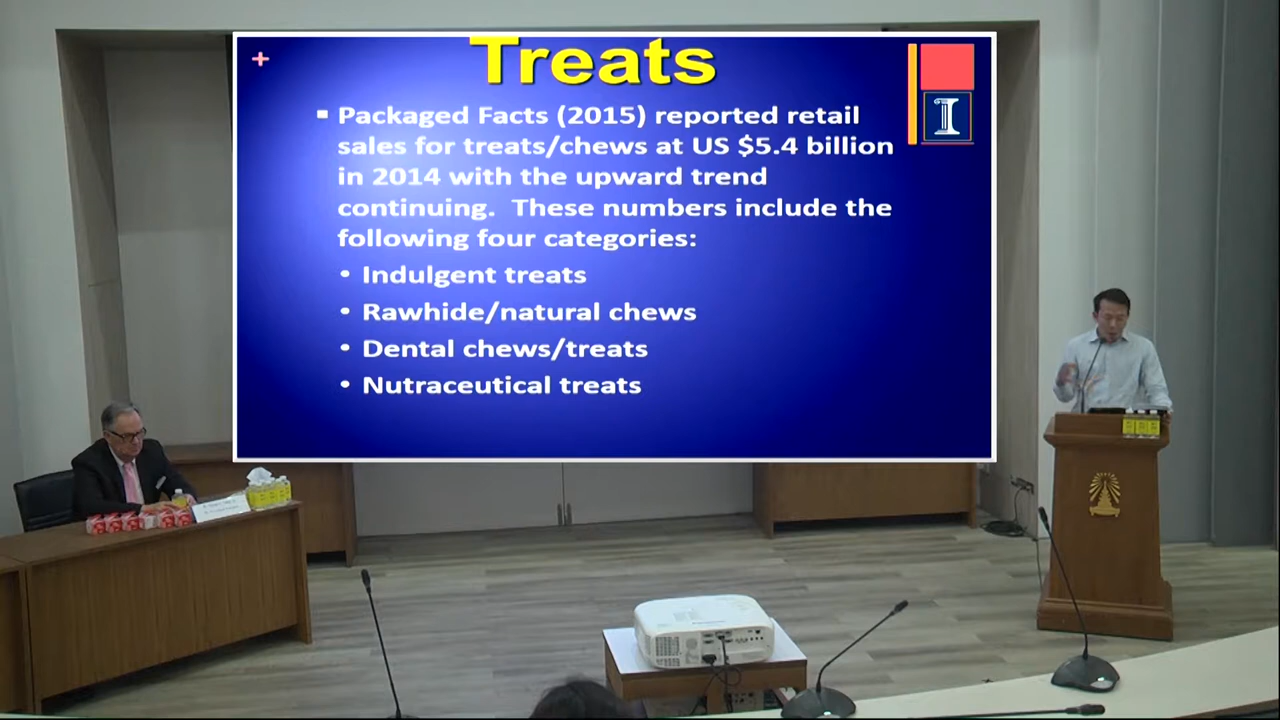 Treats
Packaged Facts (2015) reported retail
sales for treats/chews at US $5.4 billion
in 2014 with the upward trend
continuing. These numbers include the
following four categories:
• Indulgent treats
• Rawhide/natural chews
• Dental chews/treats
• Nutraceutical treats
I